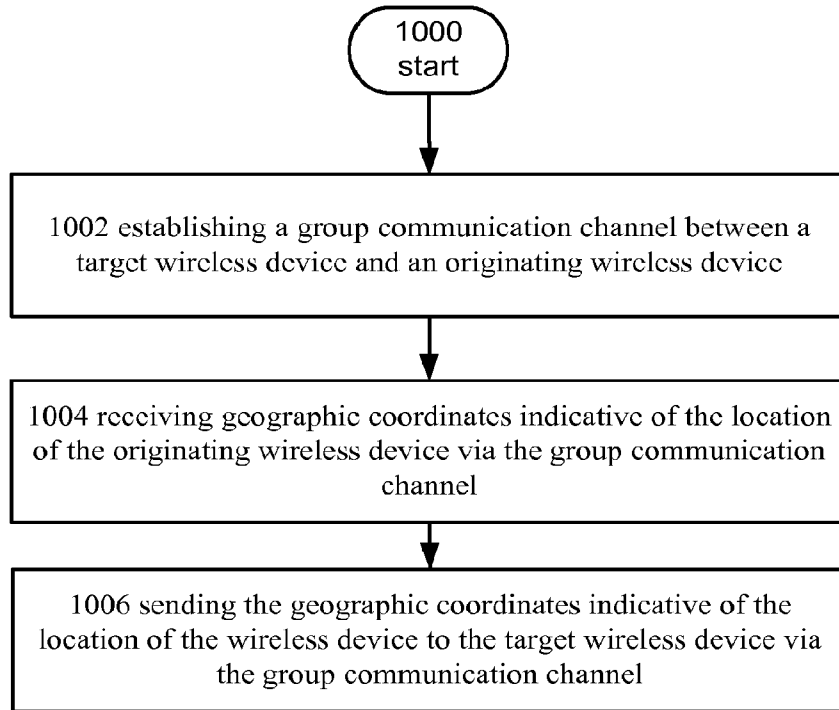 1000
start
1002 establishing a group communication channel between a
target wireless device and an originating wireless device
1004 receiving geographic coordinates indicative of the location
of the originating wireless device via the group communication
channel
1006 sending the geographic coordinates indicative of the
location of the wireless device to the target wireless device via
the group communication channel